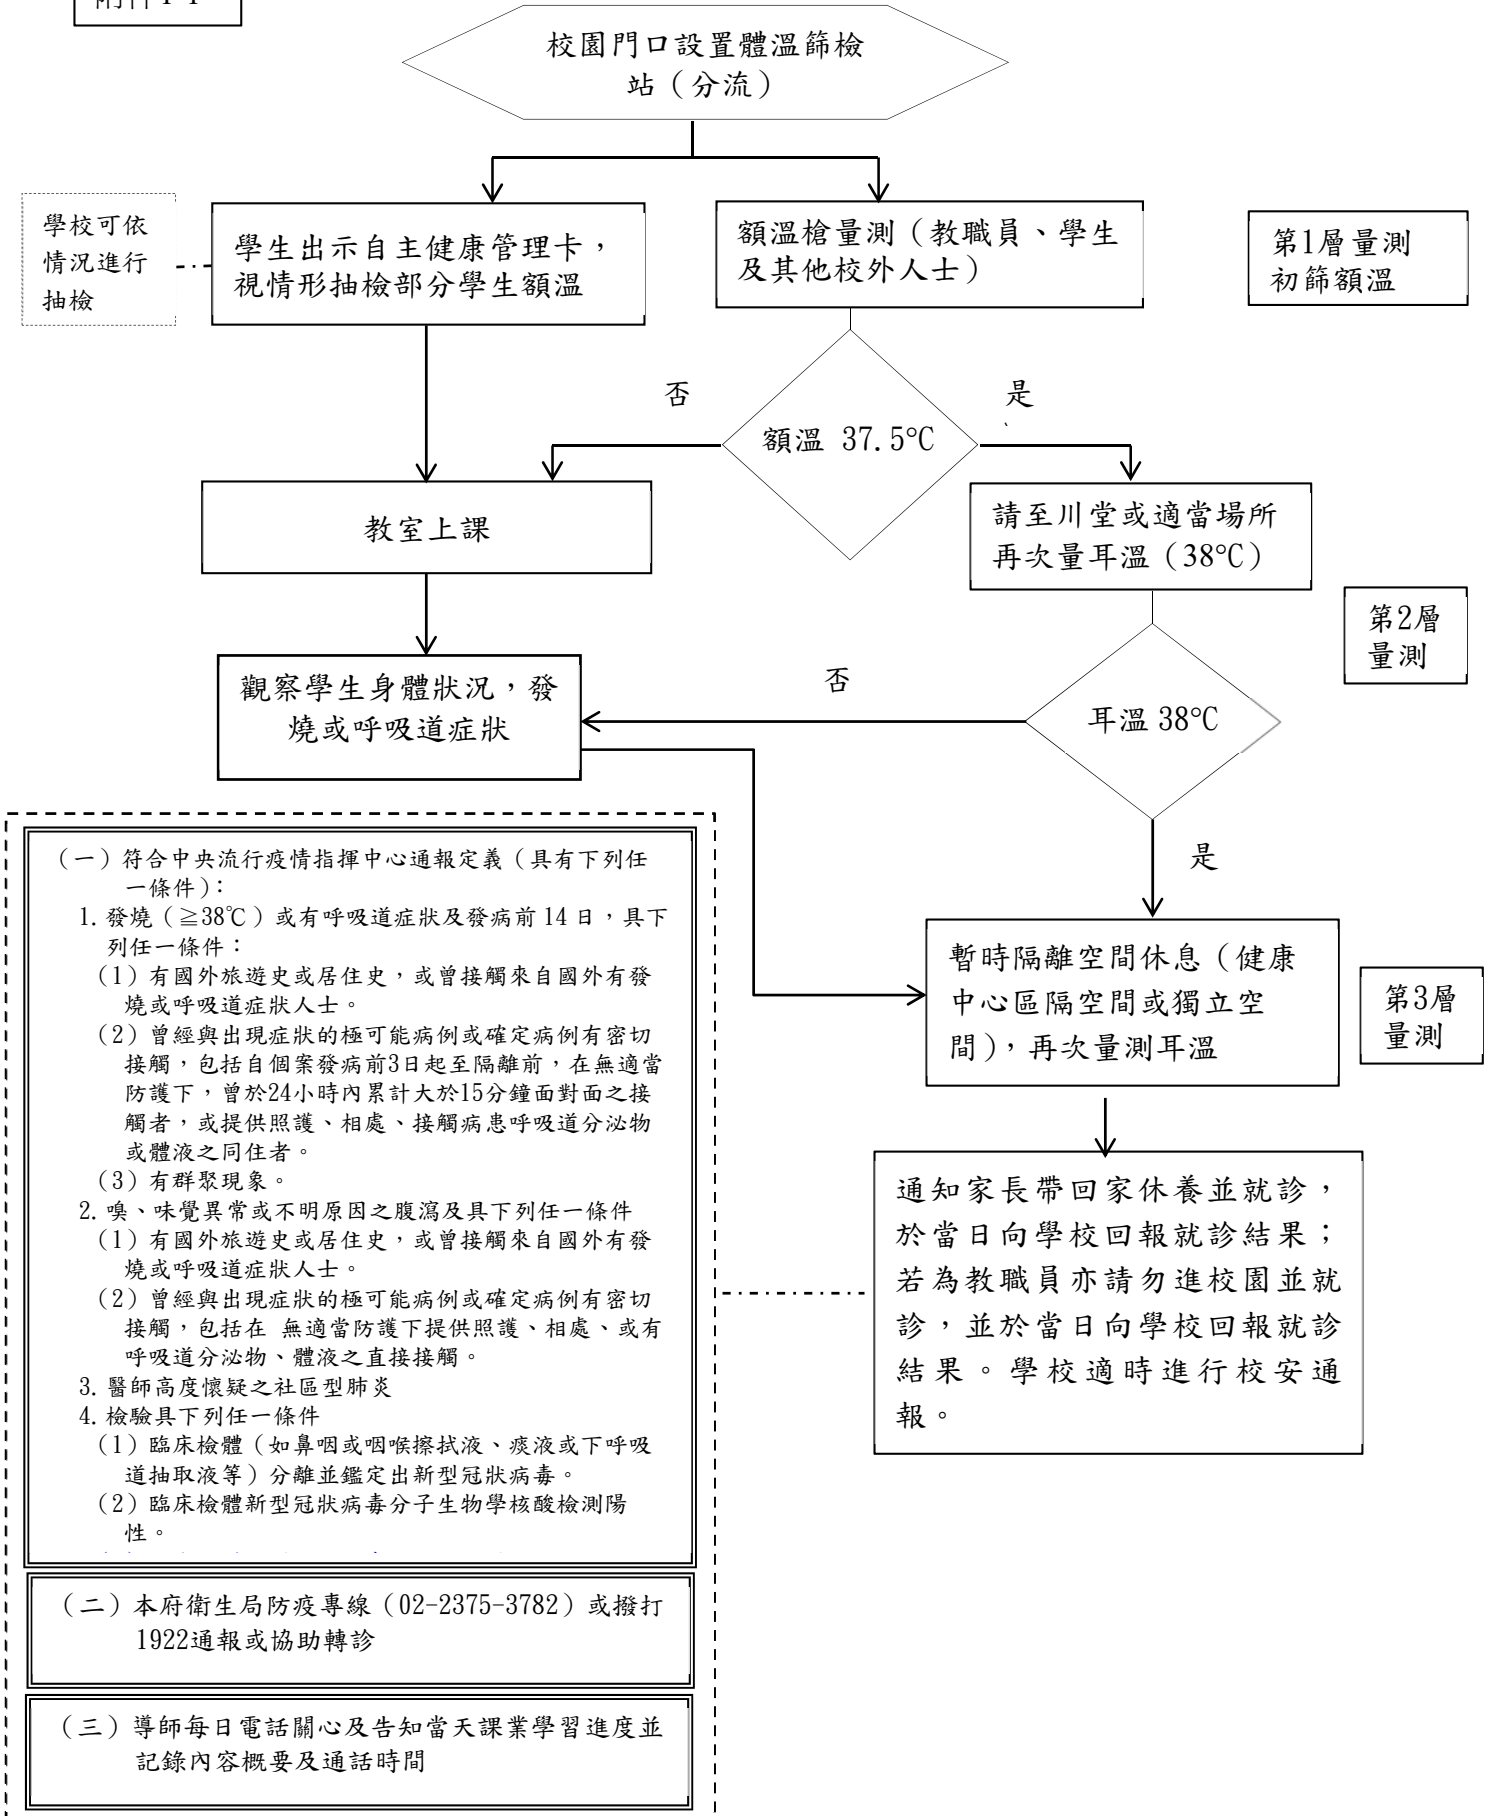 校園門口設置體溫篩檢
站（分流）
學校可依
情況進行
抽檢
學生出示自主健康管理卡，
視情形抽檢部分學生額溫
額溫槍量測（教職員、學生
及其他校外人士）
第1層量測
初篩額溫
否
是
額溫 37.5°C
教室上課
請至川堂或適當場所
再次量耳溫（38°C）
第2層
量測
觀察學生身體狀況，發
燒或呼吸道症狀
否
耳溫 38°C
是
暫時隔離空間休息（健康
中心區隔空間或獨立空
間），再次量測耳溫
第3層
量測
通知家長帶回家休養並就診，
於當日向學校回報就診結果；
若為教職員亦請勿進校園並就
診，並於當日向學校回報就診
結果。學校適時進行校安通
報。
（一）符合中央流行疫情指揮中心通報定義（具有下列任
一條件）：
1. 發燒（≧38℃）或有呼吸道症狀及發病前 14 日，具下
列任一條件：
（1）有國外旅遊史或居住史，或曾接觸來自國外有發
燒或呼吸道症狀人士。
（2）曾經與出現症狀的極可能病例或確定病例有密切
接觸，包括自個案發病前3日起至隔離前，在無適當
防護下，曾於24小時內累計大於15分鐘面對面之接
觸者，或提供照護、相處、接觸病患呼吸道分泌物
或體液之同住者。
（3）有群聚現象。
2. 嗅、味覺異常或不明原因之腹瀉及具下列任一條件
（1）有國外旅遊史或居住史，或曾接觸來自國外有發
燒或呼吸道症狀人士。
（2）曾經與出現症狀的極可能病例或確定病例有密切
接觸，包括在 無適當防護下提供照護、相處、或有
呼吸道分泌物、體液之直接接觸。
3. 醫師高度懷疑之社區型肺炎
4. 檢驗具下列任一條件
（1）臨床檢體（如鼻咽或咽喉擦拭液、痰液或下呼吸
道抽取液等）分離並鑑定出新型冠狀病毒。
（2）臨床檢體新型冠狀病毒分子生物學核酸檢測陽
性。
（二）本府衛生局防疫專線（02-2375-3782）或撥打
1922通報或協助轉診
（三）導師每日電話關心及告知當天課業學習進度並
記錄內容概要及通話時間